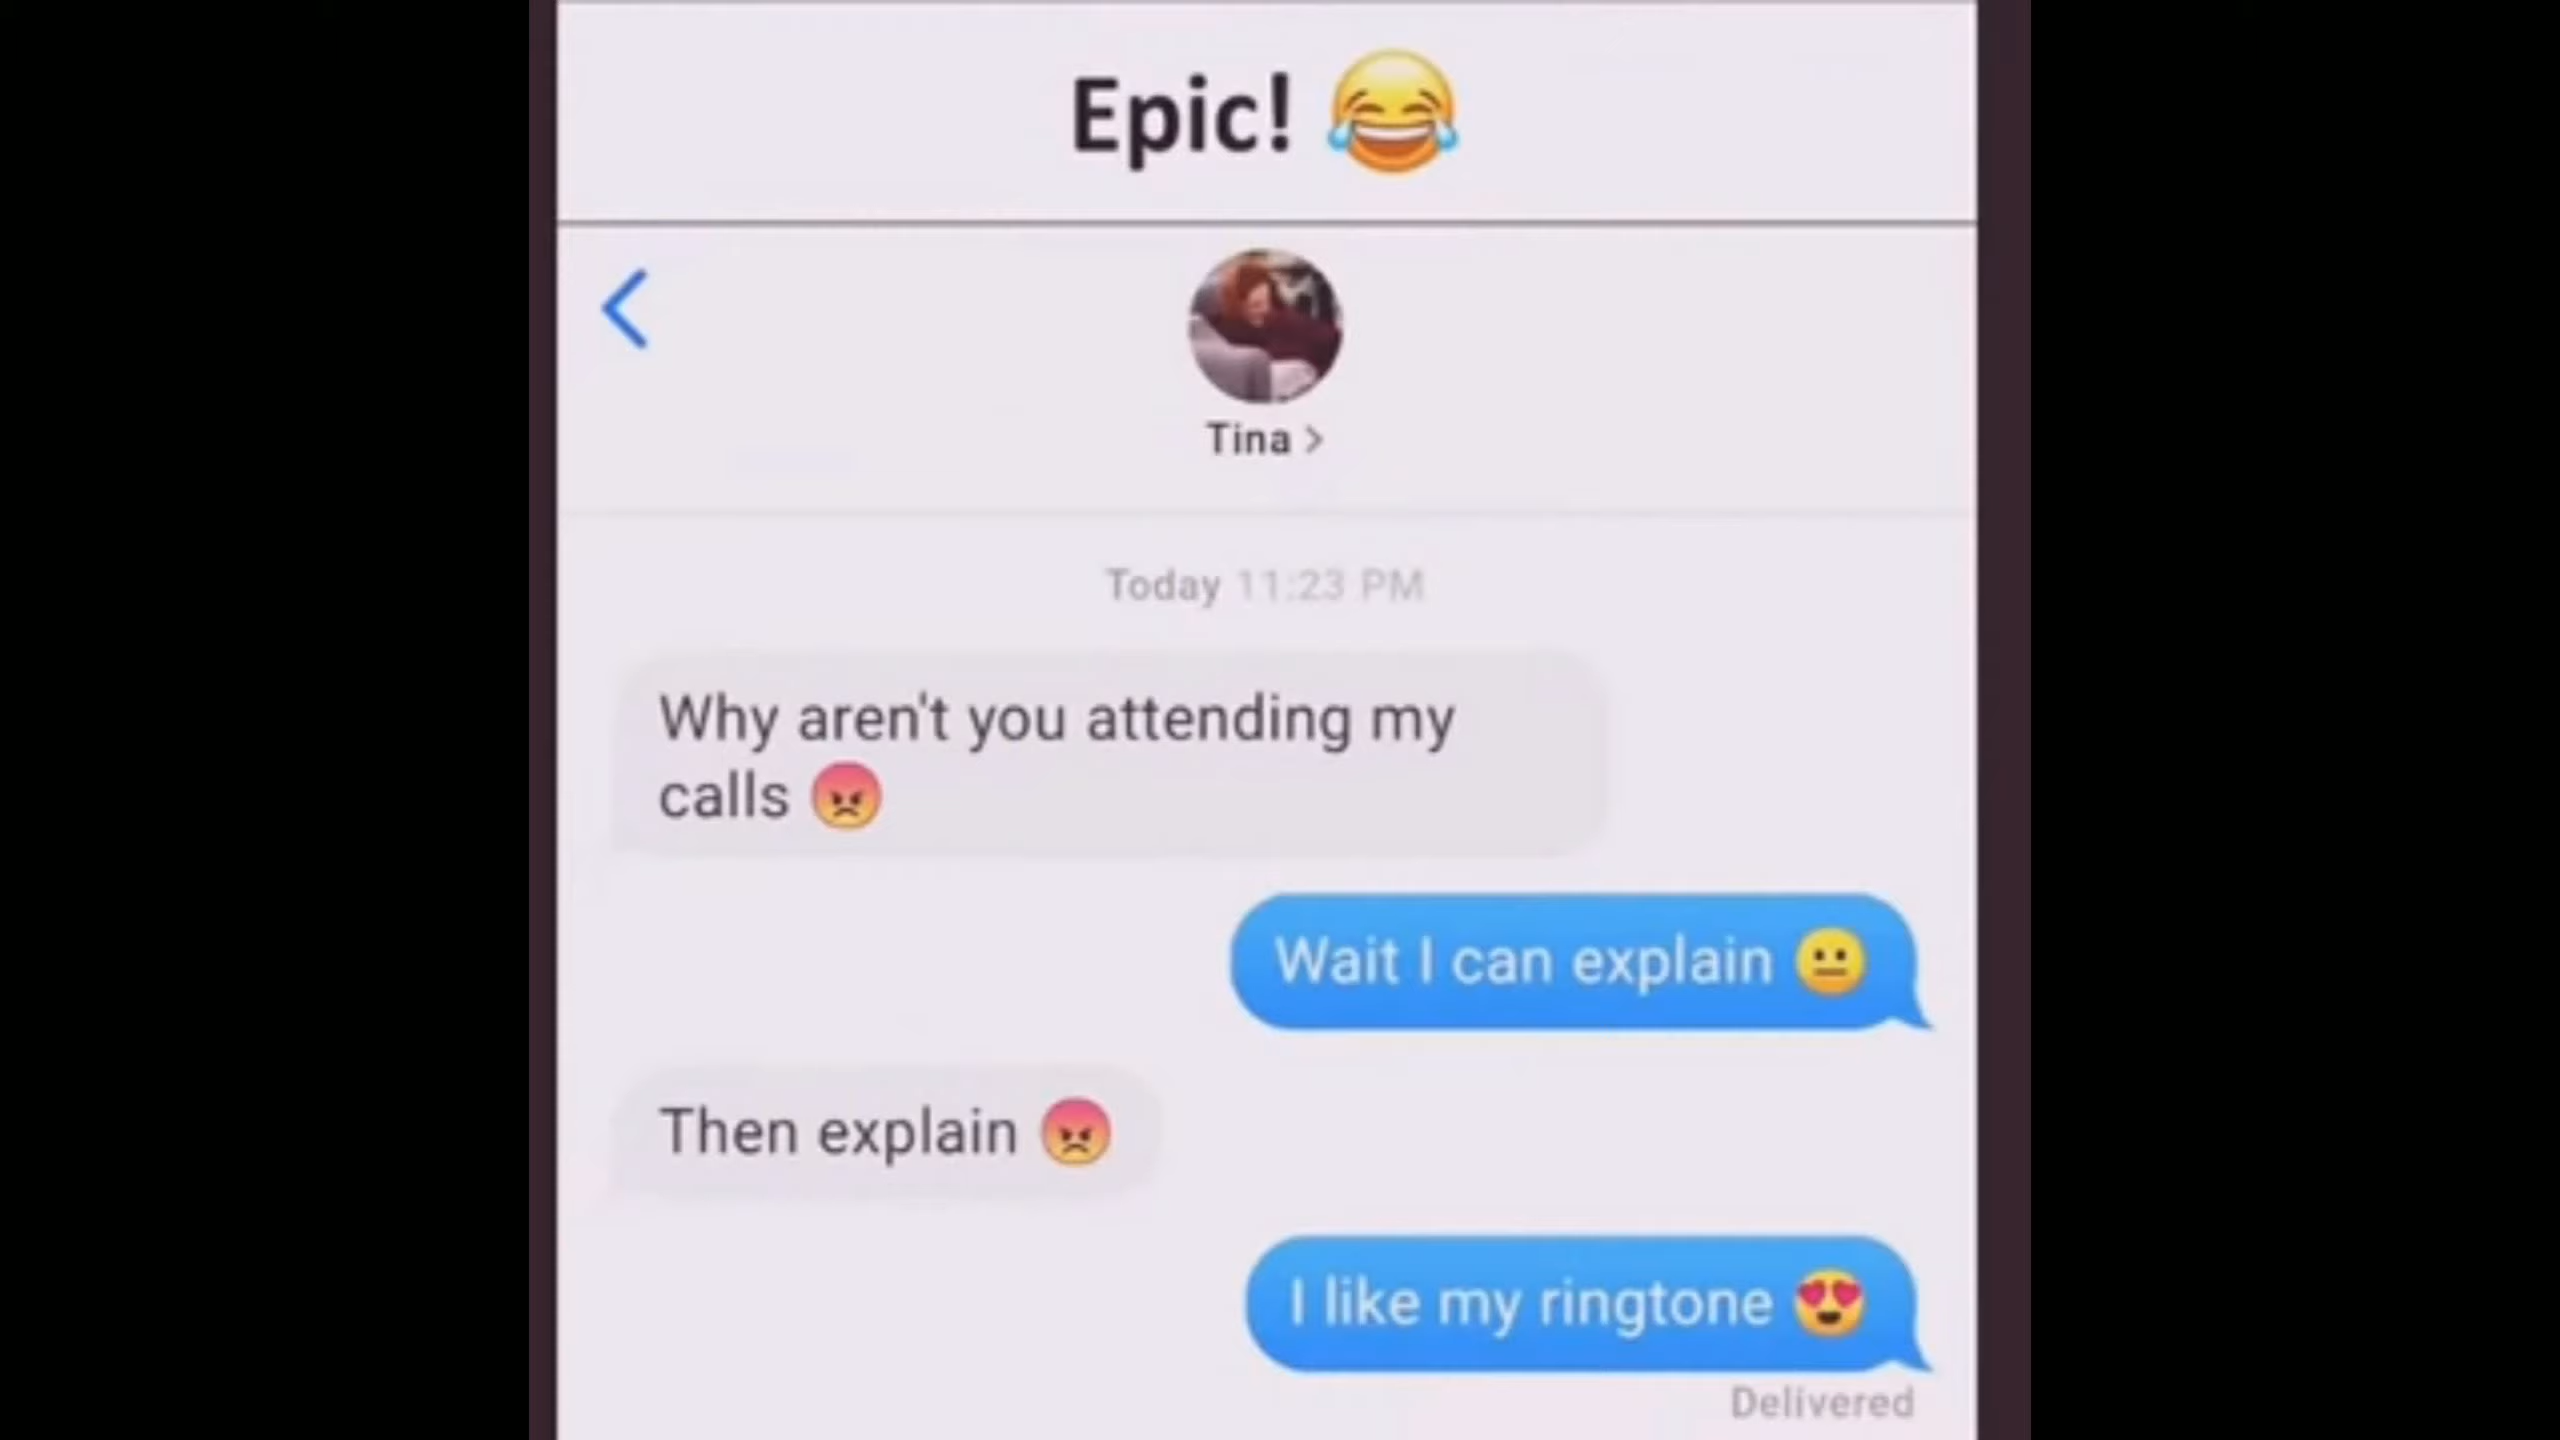 Epic! 😂
Tina >
Today 11:23 PM
Why aren't you attending my
calls 😡
Wait I can explain 😐
Then explain 😡
I like my ringtone 😍
Delivered